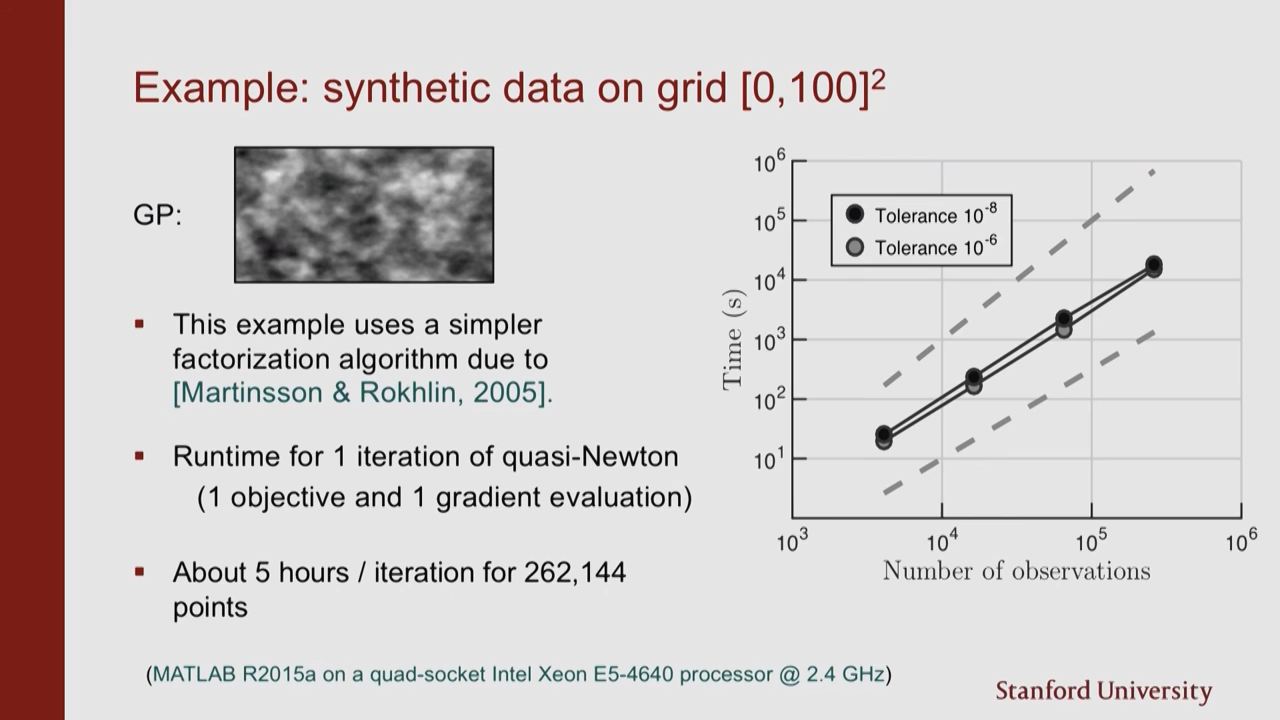 Example: synthetic data on grid [0,100]²
GP:
▪ This example uses a simpler
factorization algorithm due to
[Martinsson & Rokhlin, 2005].
▪ Runtime for 1 iteration of quasi-Newton
(1 objective and 1 gradient evaluation)
▪ About 5 hours / iteration for 262,144
points
(MATLAB R2015a on a quad-socket Intel Xeon E5-4640 processor @ 2.4 GHz)
Tolerance 10⁻⁸
Tolerance 10⁻⁶
Time (s)
10⁶
10⁵
10⁴
10³
10²
10¹
10³ 10⁴ 10⁵ 10⁶
Number of observations
Stanford University